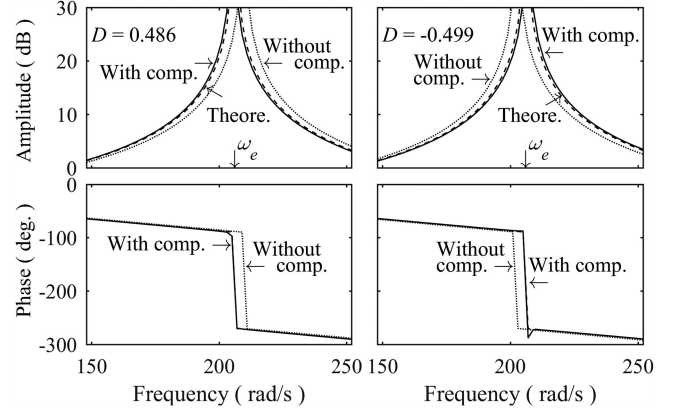 30
20
10
0
Amplitude ( dB )
D = 0.486
With comp.
Without
comp.
Theore.
ωe
D = -0.499
With comp.
Without
comp.
Theore.
ωe
0
-100
-200
-300
Phase ( deg. )
With comp.
Without
comp.
Without
comp.
With comp.
150
200
250
150
200
250
Frequency ( rad/s )
Frequency ( rad/s )